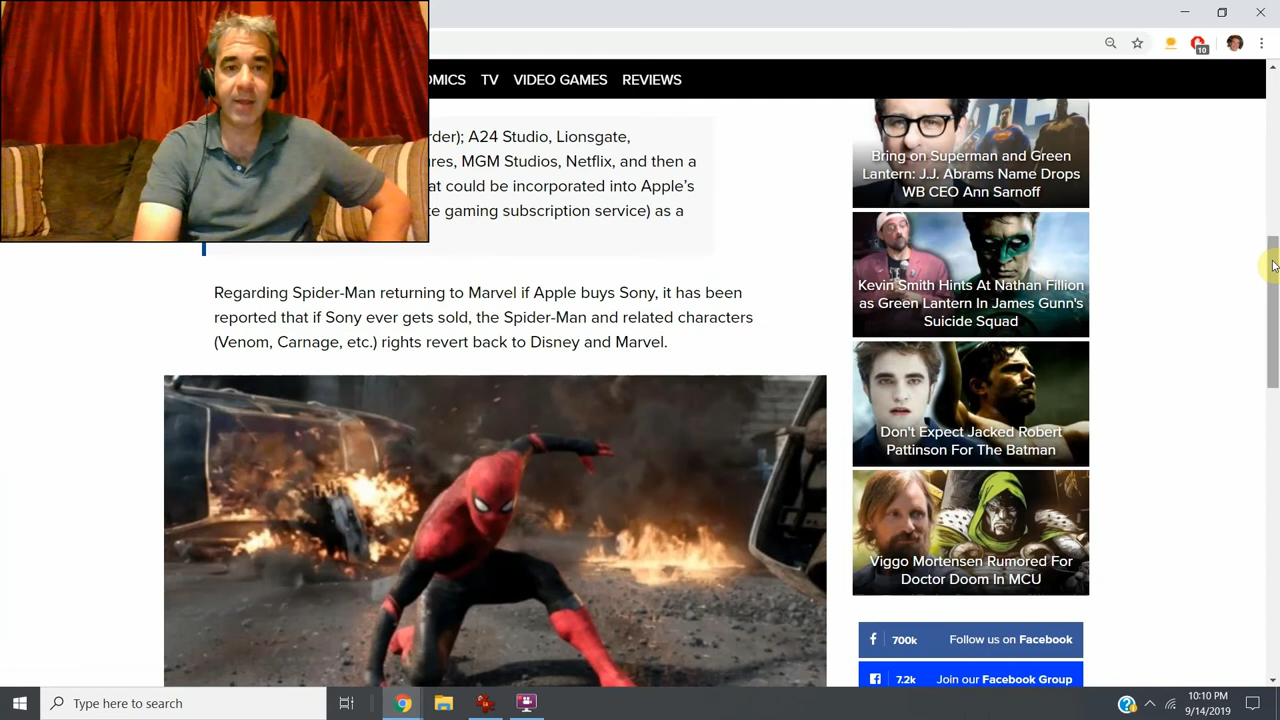 OMICS TV VIDEO GAMES REVIEWS
rder); A24 Studio, Lionsgate,
res, MGM Studios, Netflix, and then a
at could be incorporated into Apple's
te gaming subscription service) as a
Regarding Spider-Man returning to Marvel if Apple buys Sony, it has been
reported that if Sony ever gets sold, the Spider-Man and related characters
(Venom, Carnage, etc.) rights revert back to Disney and Marvel.
Bring on Superman and Green
Lantern: J.J. Abrams Name Drops
WB CEO Ann Sarnoff
Kevin Smith Hints At Nathan Fillion
as Green Lantern In James Gunn's
Suicide Squad
Don't Expect Jacked Robert
Pattinson For The Batman
Viggo Mortensen Rumored For
Doctor Doom In MCU
700k Follow us on Facebook
7.2k Join our Facebook Group
10
Type here to search
10:10 PM
9/14/2019